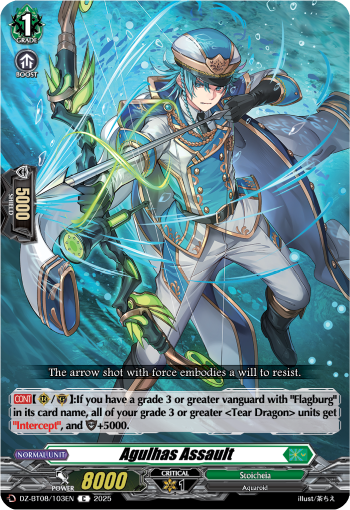 1
GRADE
BOOST
5000
SHIELD
The arrow shot with force embodies a will to resist.
CONT【 / 】:If you have a grade 3 or greater vanguard with "Flagburg"
in its card name, all of your grade 3 or greater <Tear Dragon> units get
"Intercept", and +5000.
NORMAL UNIT
Agulhas Assault
POWER
8000
CRITICAL
1
Stoicheia
Aquaroid
DZ-BT08/103EN C 2025
illust/茶ちえ